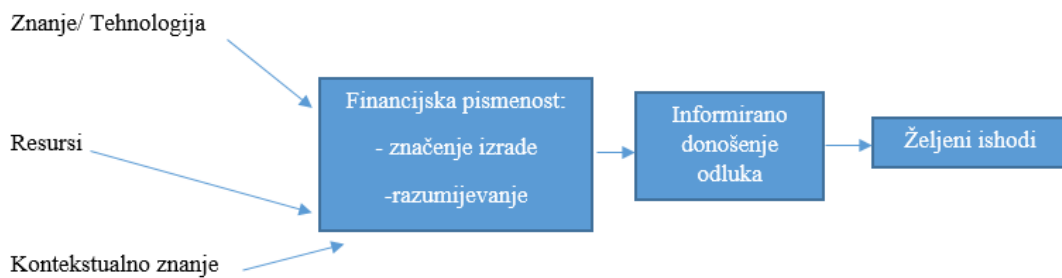 Znanje/ Tehnologija
Resursi
Kontekstualno znanje
Financijska pismenost:
- značenje izrade
-razumijevanje
Informirano
donošenje
odluka
Željeni ishodi